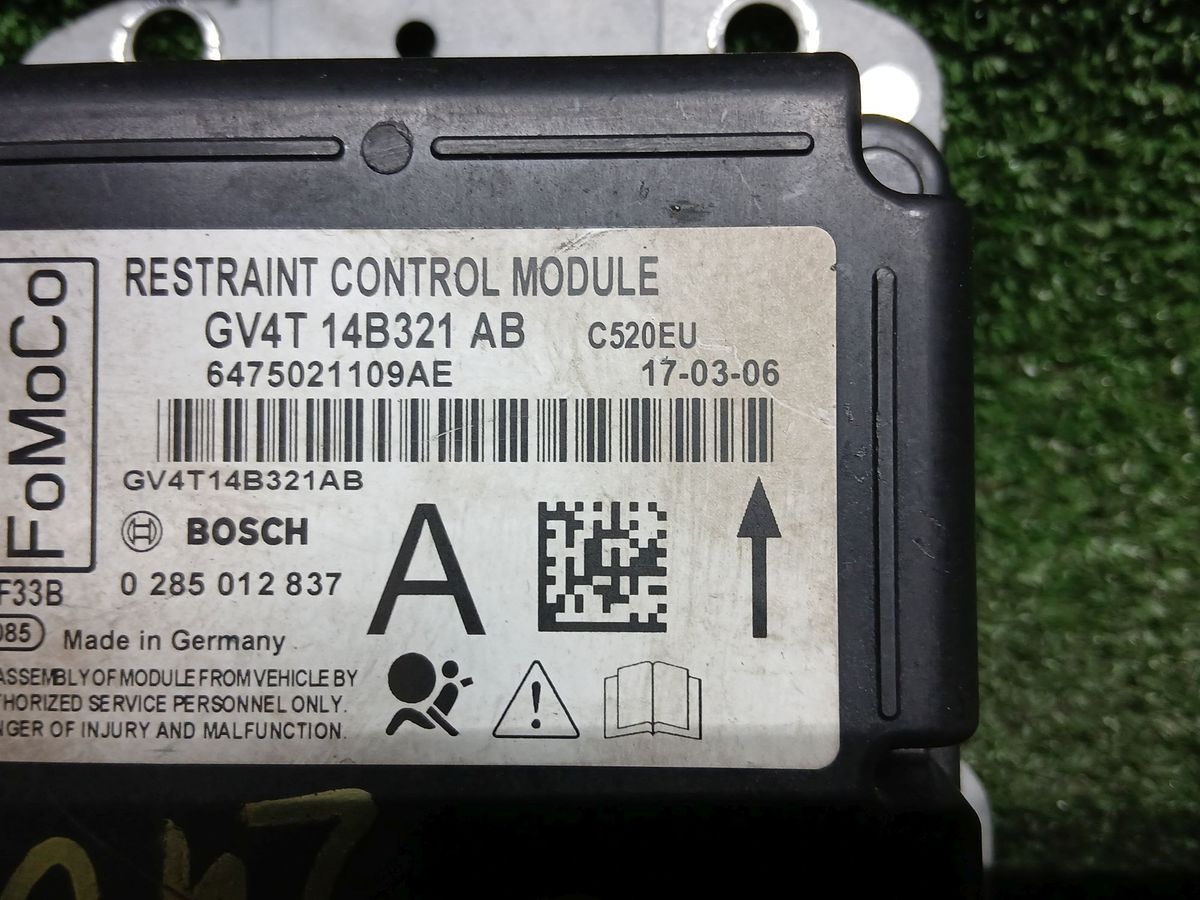 FoMoCo
RESTRAINT CONTROL MODULE
GV4T 14B321 AB C520EU
6475021109AE 17-03-06
GV4T14B321AB
BOSCH
A
0 285 012 837
F33B
085
Made in Germany
ASSEMBLY OF MODULE FROM VEHICLE BY
THORIZED SERVICE PERSONNEL ONLY.
NGER OF INJURY AND MALFUNCTION.